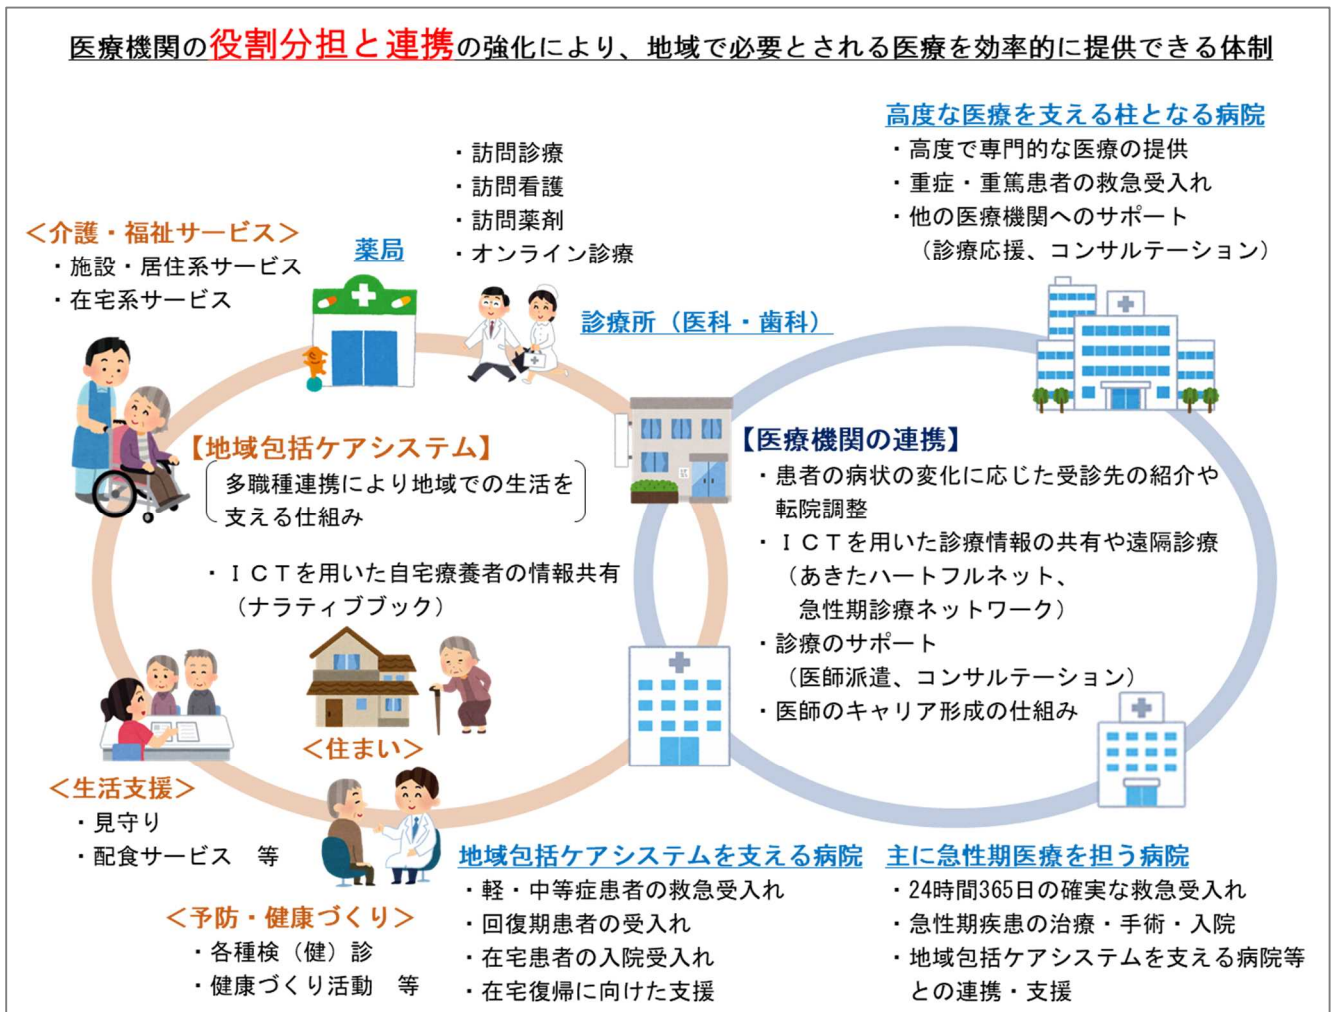 医療機関の役割分担と連携の強化により、地域で必要とされる医療を効率的に提供できる体制
高度な医療を支える柱となる病院
・高度で専門的な医療の提供
・重症・重篤患者の救急受入れ
・他の医療機関へのサポート
（診療応援、コンサルテーション）
・訪問診療
・訪問看護
・訪問薬剤
・オンライン診療
＜介護・福祉サービス＞
・施設・居住系サービス
・在宅系サービス
薬局
診療所（医科・歯科）
【地域包括ケアシステム】
多職種連携により地域での生活を
支える仕組み
・ＩＣＴを用いた自宅療養者の情報共有
（ナラティブブック）
【医療機関の連携】
・患者の病状の変化に応じた受診先の紹介や
転院調整
・ＩＣＴを用いた診療情報の共有や遠隔診療
（あきたハートフルネット、
急性期診療ネットワーク）
・診療のサポート
（医師派遣、コンサルテーション）
・医師のキャリア形成の仕組み
＜住まい＞
＜生活支援＞
・見守り
・配食サービス　等
＜予防・健康づくり＞
・各種検（健）診
・健康づくり活動　等
地域包括ケアシステムを支える病院
・軽・中等症患者の救急受入れ
・回復期患者の受入れ
・在宅患者の入院受入れ
・在宅復帰に向けた支援
主に急性期医療を担う病院
・24時間365日の確実な救急受入れ
・急性期疾患の治療・手術・入院
・地域包括ケアシステムを支える病院等
との連携・支援